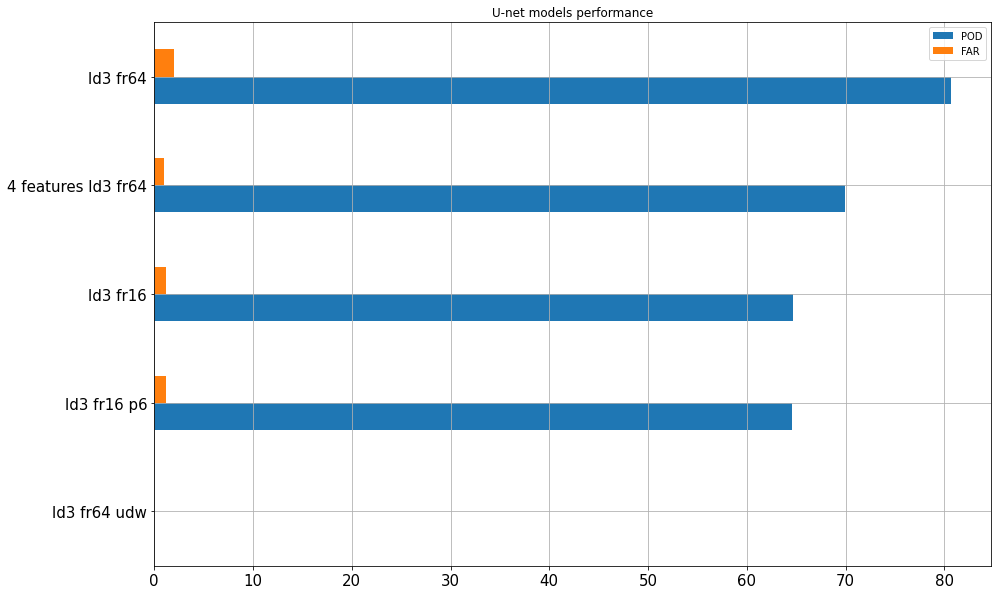 U-net models performance
POD
FAR
ld3 fr64
4 features ld3 fr64
ld3 fr16
ld3 fr16 p6
ld3 fr64 udw
0 10 20 30 40 50 60 70 80